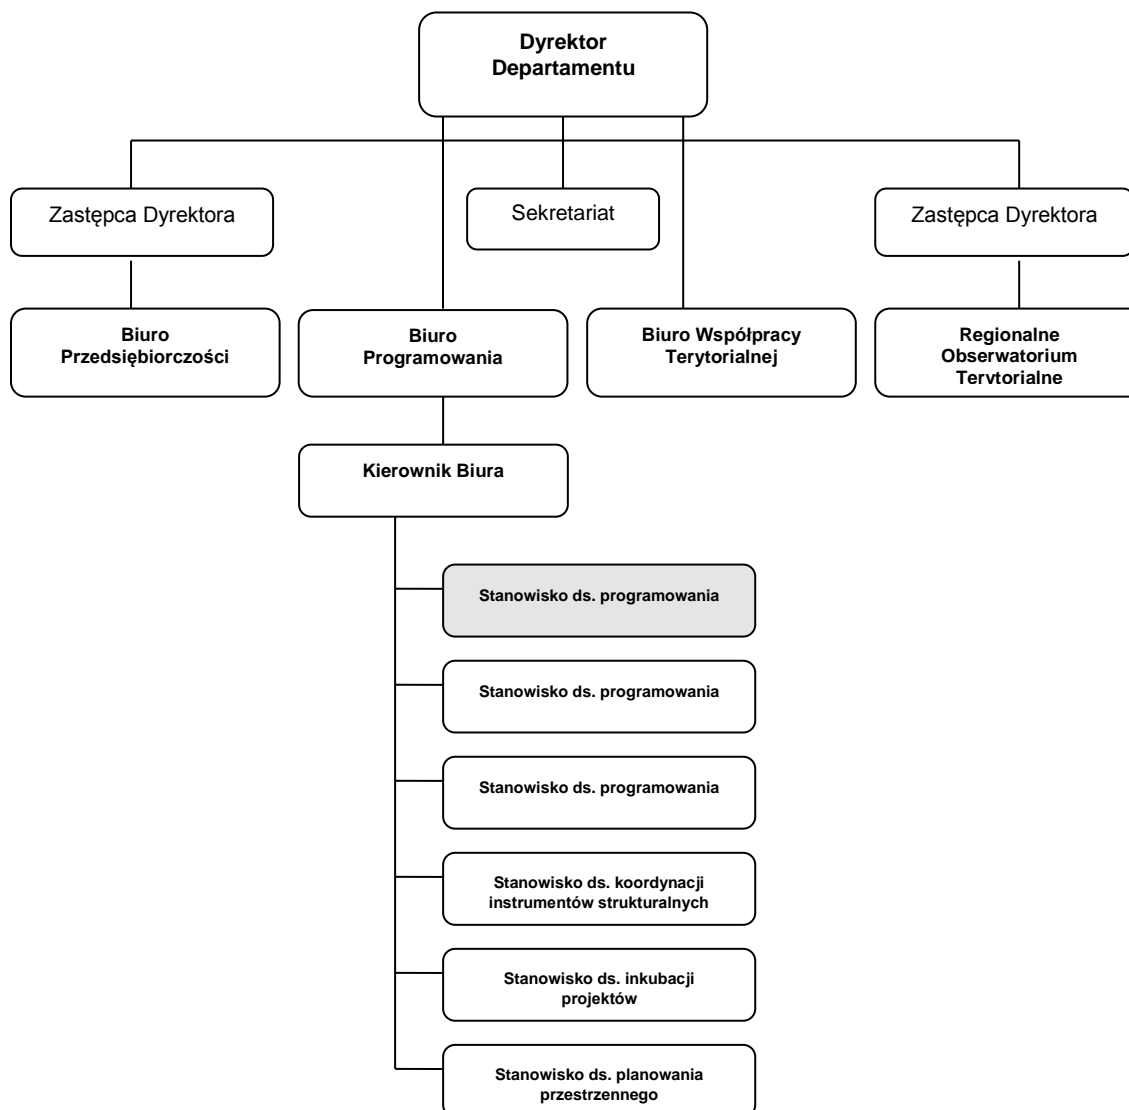 Dyrektor
Departamentu
Zastępca Dyrektora
Sekretariat
Zastępca Dyrektora
Biuro
Przedsiębiorczości
Biuro
Programowania
Biuro Współpracy
Terytorialnej
Regionalne
Obserwatorium
Terytorialne
Kierownik Biura
Stanowisko ds. programowania
Stanowisko ds. programowania
Stanowisko ds. programowania
Stanowisko ds. koordynacji
instrumentów strukturalnych
Stanowisko ds. inkubacji
projektów
Stanowisko ds. planowania
przestrzennego